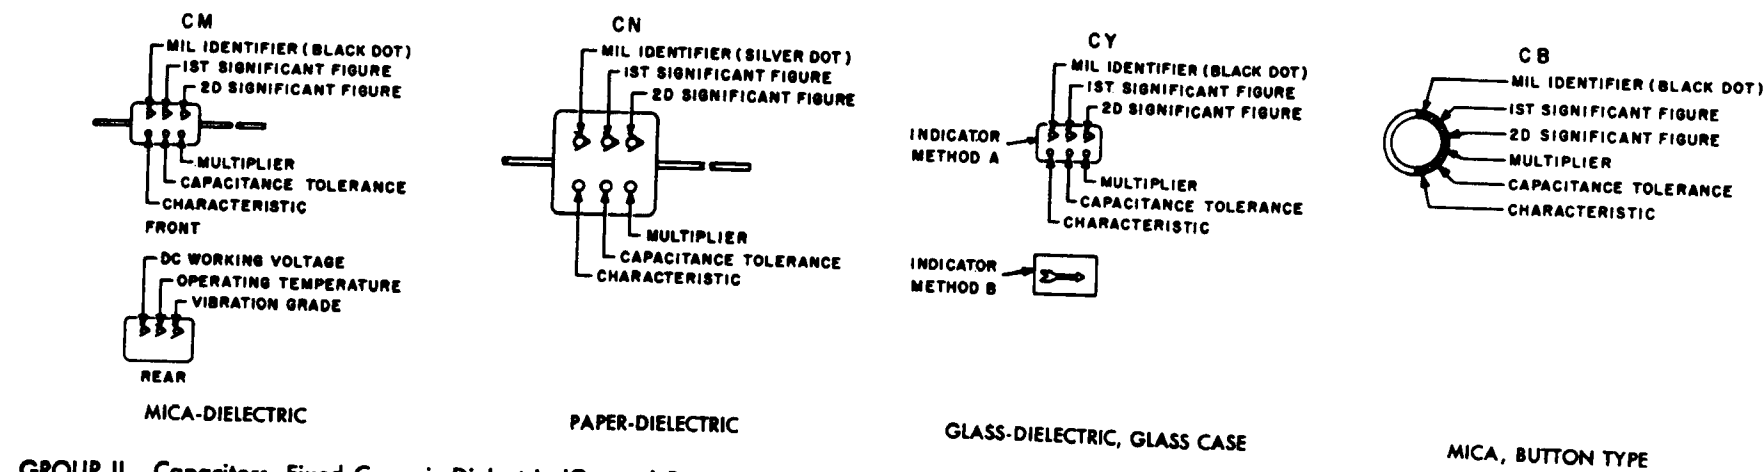 CM
MIL IDENTIFIER (BLACK DOT)
1ST SIGNIFICANT FIGURE
2D SIGNIFICANT FIGURE
MULTIPLIER
CAPACITANCE TOLERANCE
CHARACTERISTIC
FRONT
DC WORKING VOLTAGE
OPERATING TEMPERATURE
VIBRATION GRADE
REAR
MICA-DIELECTRIC
CN
MIL IDENTIFIER (SILVER DOT)
1ST SIGNIFICANT FIGURE
2D SIGNIFICANT FIGURE
MULTIPLIER
CAPACITANCE TOLERANCE
CHARACTERISTIC
PAPER-DIELECTRIC
CY
MIL IDENTIFIER (BLACK DOT)
1ST SIGNIFICANT FIGURE
2D SIGNIFICANT FIGURE
INDICATOR
METHOD A
MULTIPLIER
CAPACITANCE TOLERANCE
CHARACTERISTIC
INDICATOR
METHOD B
GLASS-DIELECTRIC, GLASS CASE
CB
MIL IDENTIFIER (BLACK DOT)
1ST SIGNIFICANT FIGURE
2D SIGNIFICANT FIGURE
MULTIPLIER
CAPACITANCE TOLERANCE
CHARACTERISTIC
MICA, BUTTON TYPE
GROUP II Capacitors, Fixed